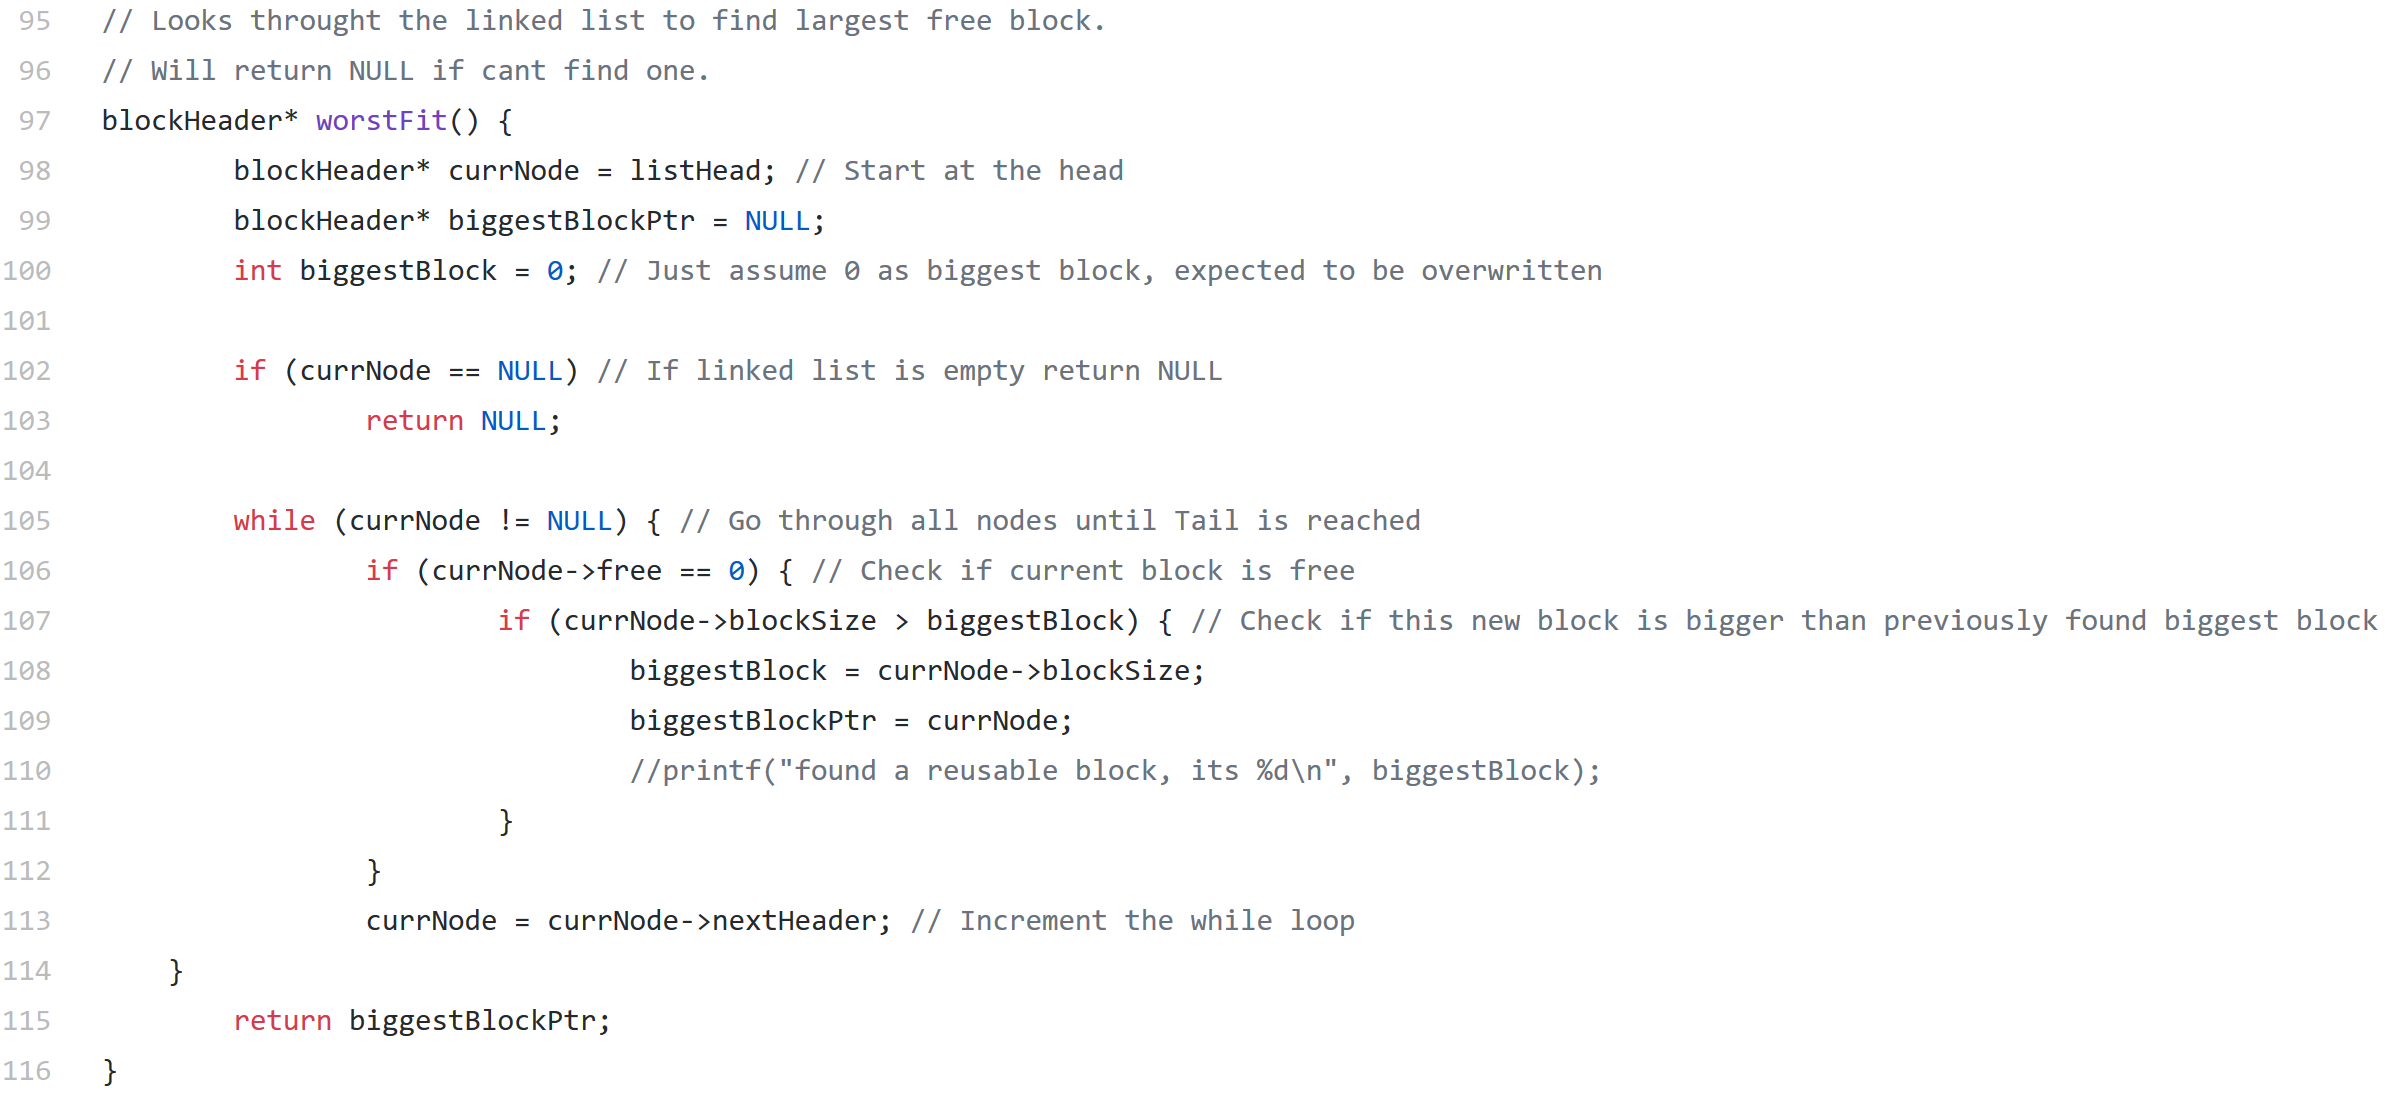 95 // Looks throught the linked list to find largest free block.
96 // Will return NULL if cant find one.
97 blockHeader* worstFit() {
98 blockHeader* currNode = listHead; // Start at the head
99 blockHeader* biggestBlockPtr = NULL;
100 int biggestBlock = 0; // Just assume 0 as biggest block, expected to be overwritten
101
102 if (currNode == NULL) // If linked list is empty return NULL
103 return NULL;
104
105 while (currNode != NULL) { // Go through all nodes until Tail is reached
106 if (currNode->free == 0) { // Check if current block is free
107 if (currNode->blockSize > biggestBlock) { // Check if this new block is bigger than previously found biggest block
108 biggestBlock = currNode->blockSize;
109 biggestBlockPtr = currNode;
110 //printf("found a reusable block, its %d\n", biggestBlock);
111 }
112 }
113 currNode = currNode->nextHeader; // Increment the while loop
114 }
115 return biggestBlockPtr;
116 }